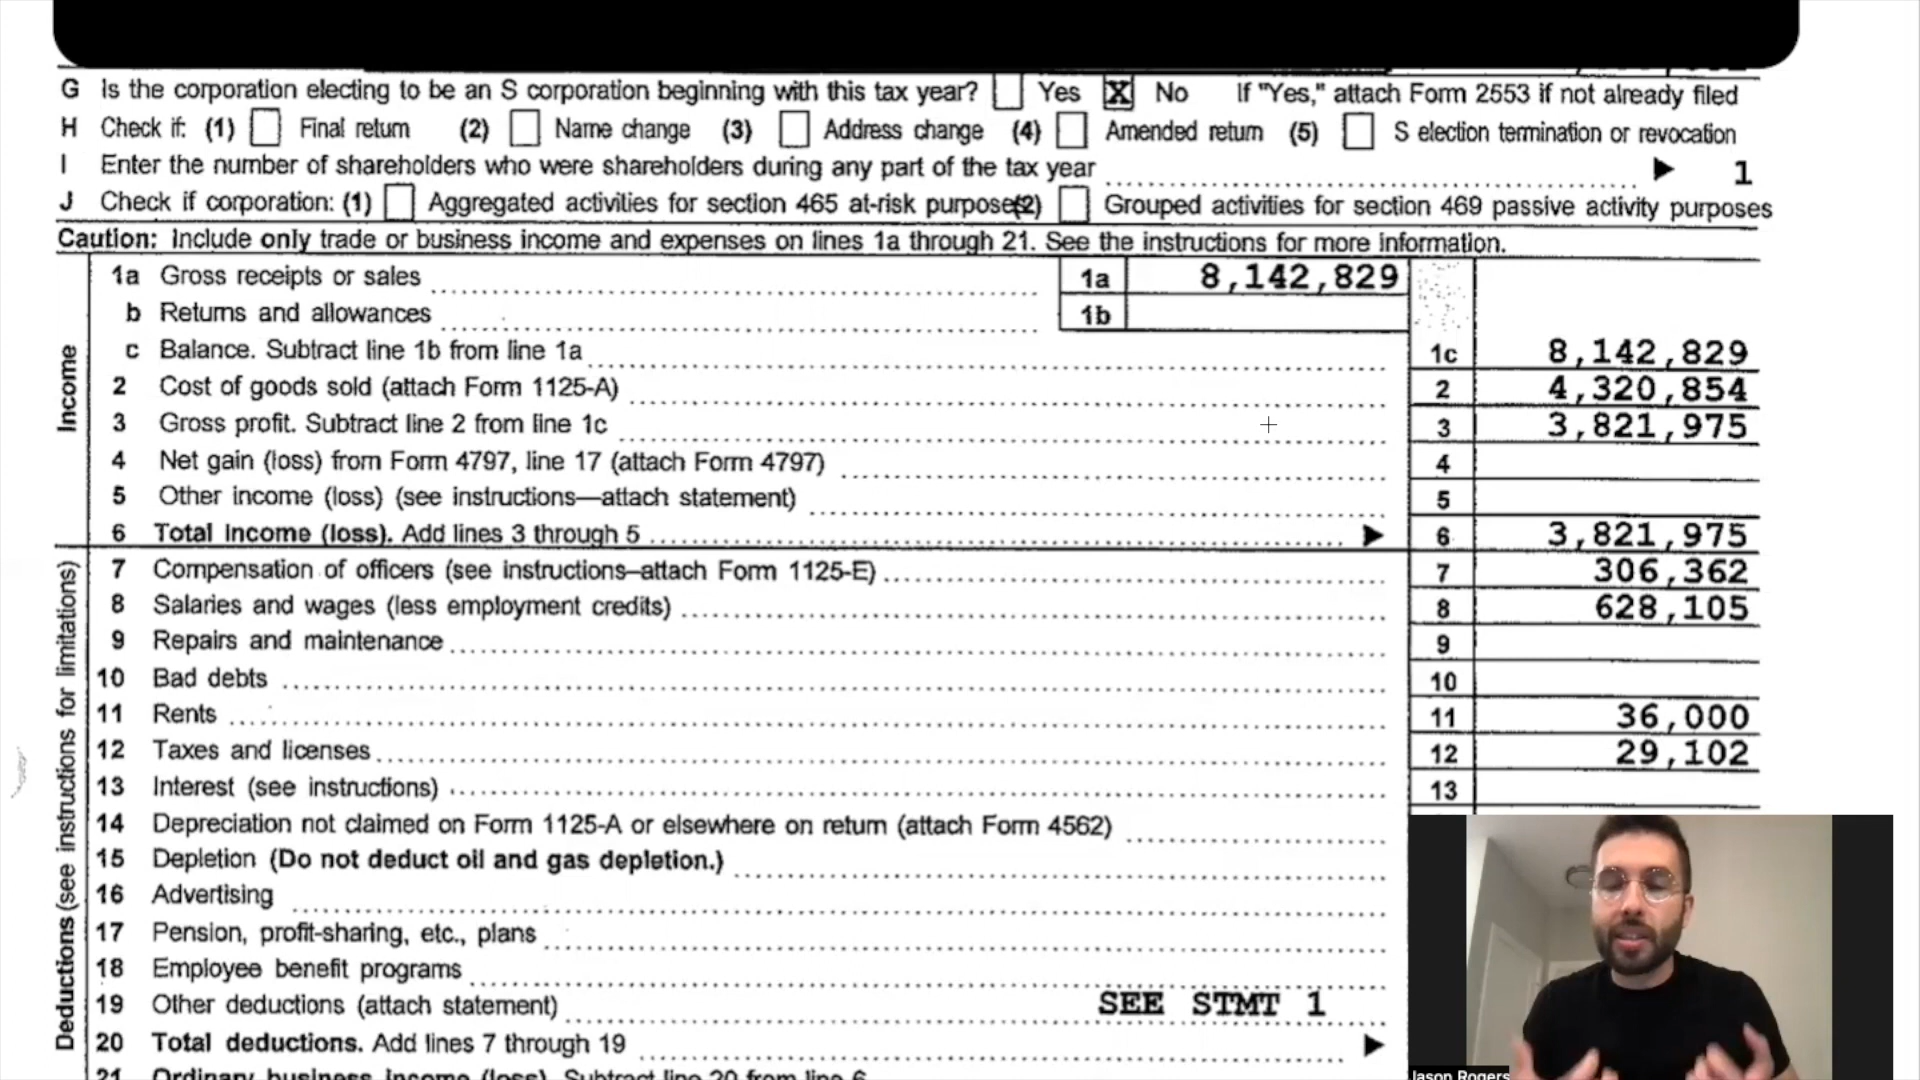 G Is the corporation electing to be an S corporation beginning with this tax year? Yes X No If "Yes," attach Form 2553 if not already filed
H Check if: (1) Final return (2) Name change (3) Address change (4) Amended return (5) S election termination or revocation
I Enter the number of shareholders who were shareholders during any part of the tax year 1
J Check if corporation: (1) Aggregated activities for section 465 at-risk purposes (2) Grouped activities for section 469 passive activity purposes
Caution: Include only trade or business income and expenses on lines 1a through 21. See the instructions for more information.
Income
1a Gross receipts or sales 1a 8,142,829
b Returns and allowances 1b
c Balance. Subtract line 1b from line 1a 1c 8,142,829
2 Cost of goods sold (attach Form 1125-A) 2 4,320,854
3 Gross profit. Subtract line 2 from line 1c 3 3,821,975
4 Net gain (loss) from Form 4797, line 17 (attach Form 4797) 4
5 Other income (loss) (see instructions—attach statement) 5
6 Total income (loss). Add lines 3 through 5 6 3,821,975
Deductions (see instructions for limitations)
7 Compensation of officers (see instructions–attach Form 1125-E) 7 306,362
8 Salaries and wages (less employment credits) 8 628,105
9 Repairs and maintenance 9
10 Bad debts 10
11 Rents 11 36,000
12 Taxes and licenses 12 29,102
13 Interest (see instructions) 13
14 Depreciation not claimed on Form 1125-A or elsewhere on return (attach Form 4562)
15 Depletion (Do not deduct oil and gas depletion.)
16 Advertising
17 Pension, profit-sharing, etc., plans
18 Employee benefit programs
19 Other deductions (attach statement) SEE STMT 1
20 Total deductions. Add lines 7 through 19
21 Ordinary business income (loss). Subtract line 20 from line 6
Jason Rogers